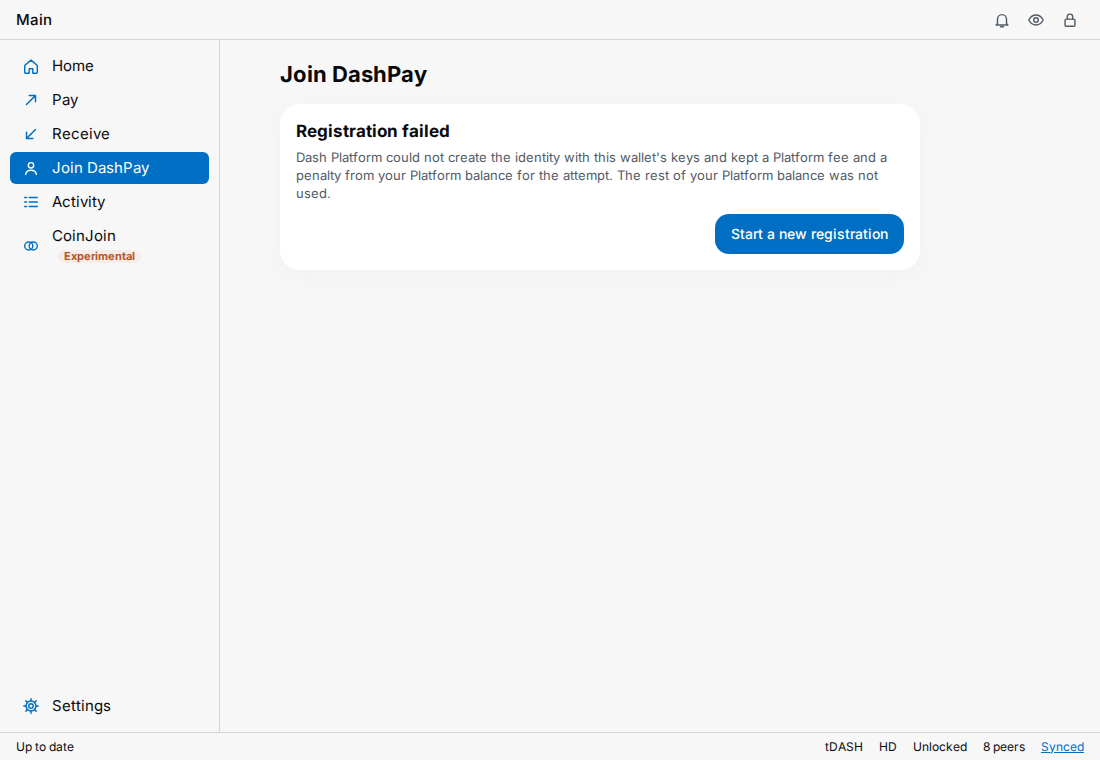 Main
Home
Pay
Receive
Join DashPay
Activity
CoinJoin
Experimental
Settings
Join DashPay
Registration failed
Dash Platform could not create the identity with this wallet's keys and kept a Platform fee and a
penalty from your Platform balance for the attempt. The rest of your Platform balance was not
used.
Start a new registration
Up to date
tDASH HD Unlocked 8 peers Synced